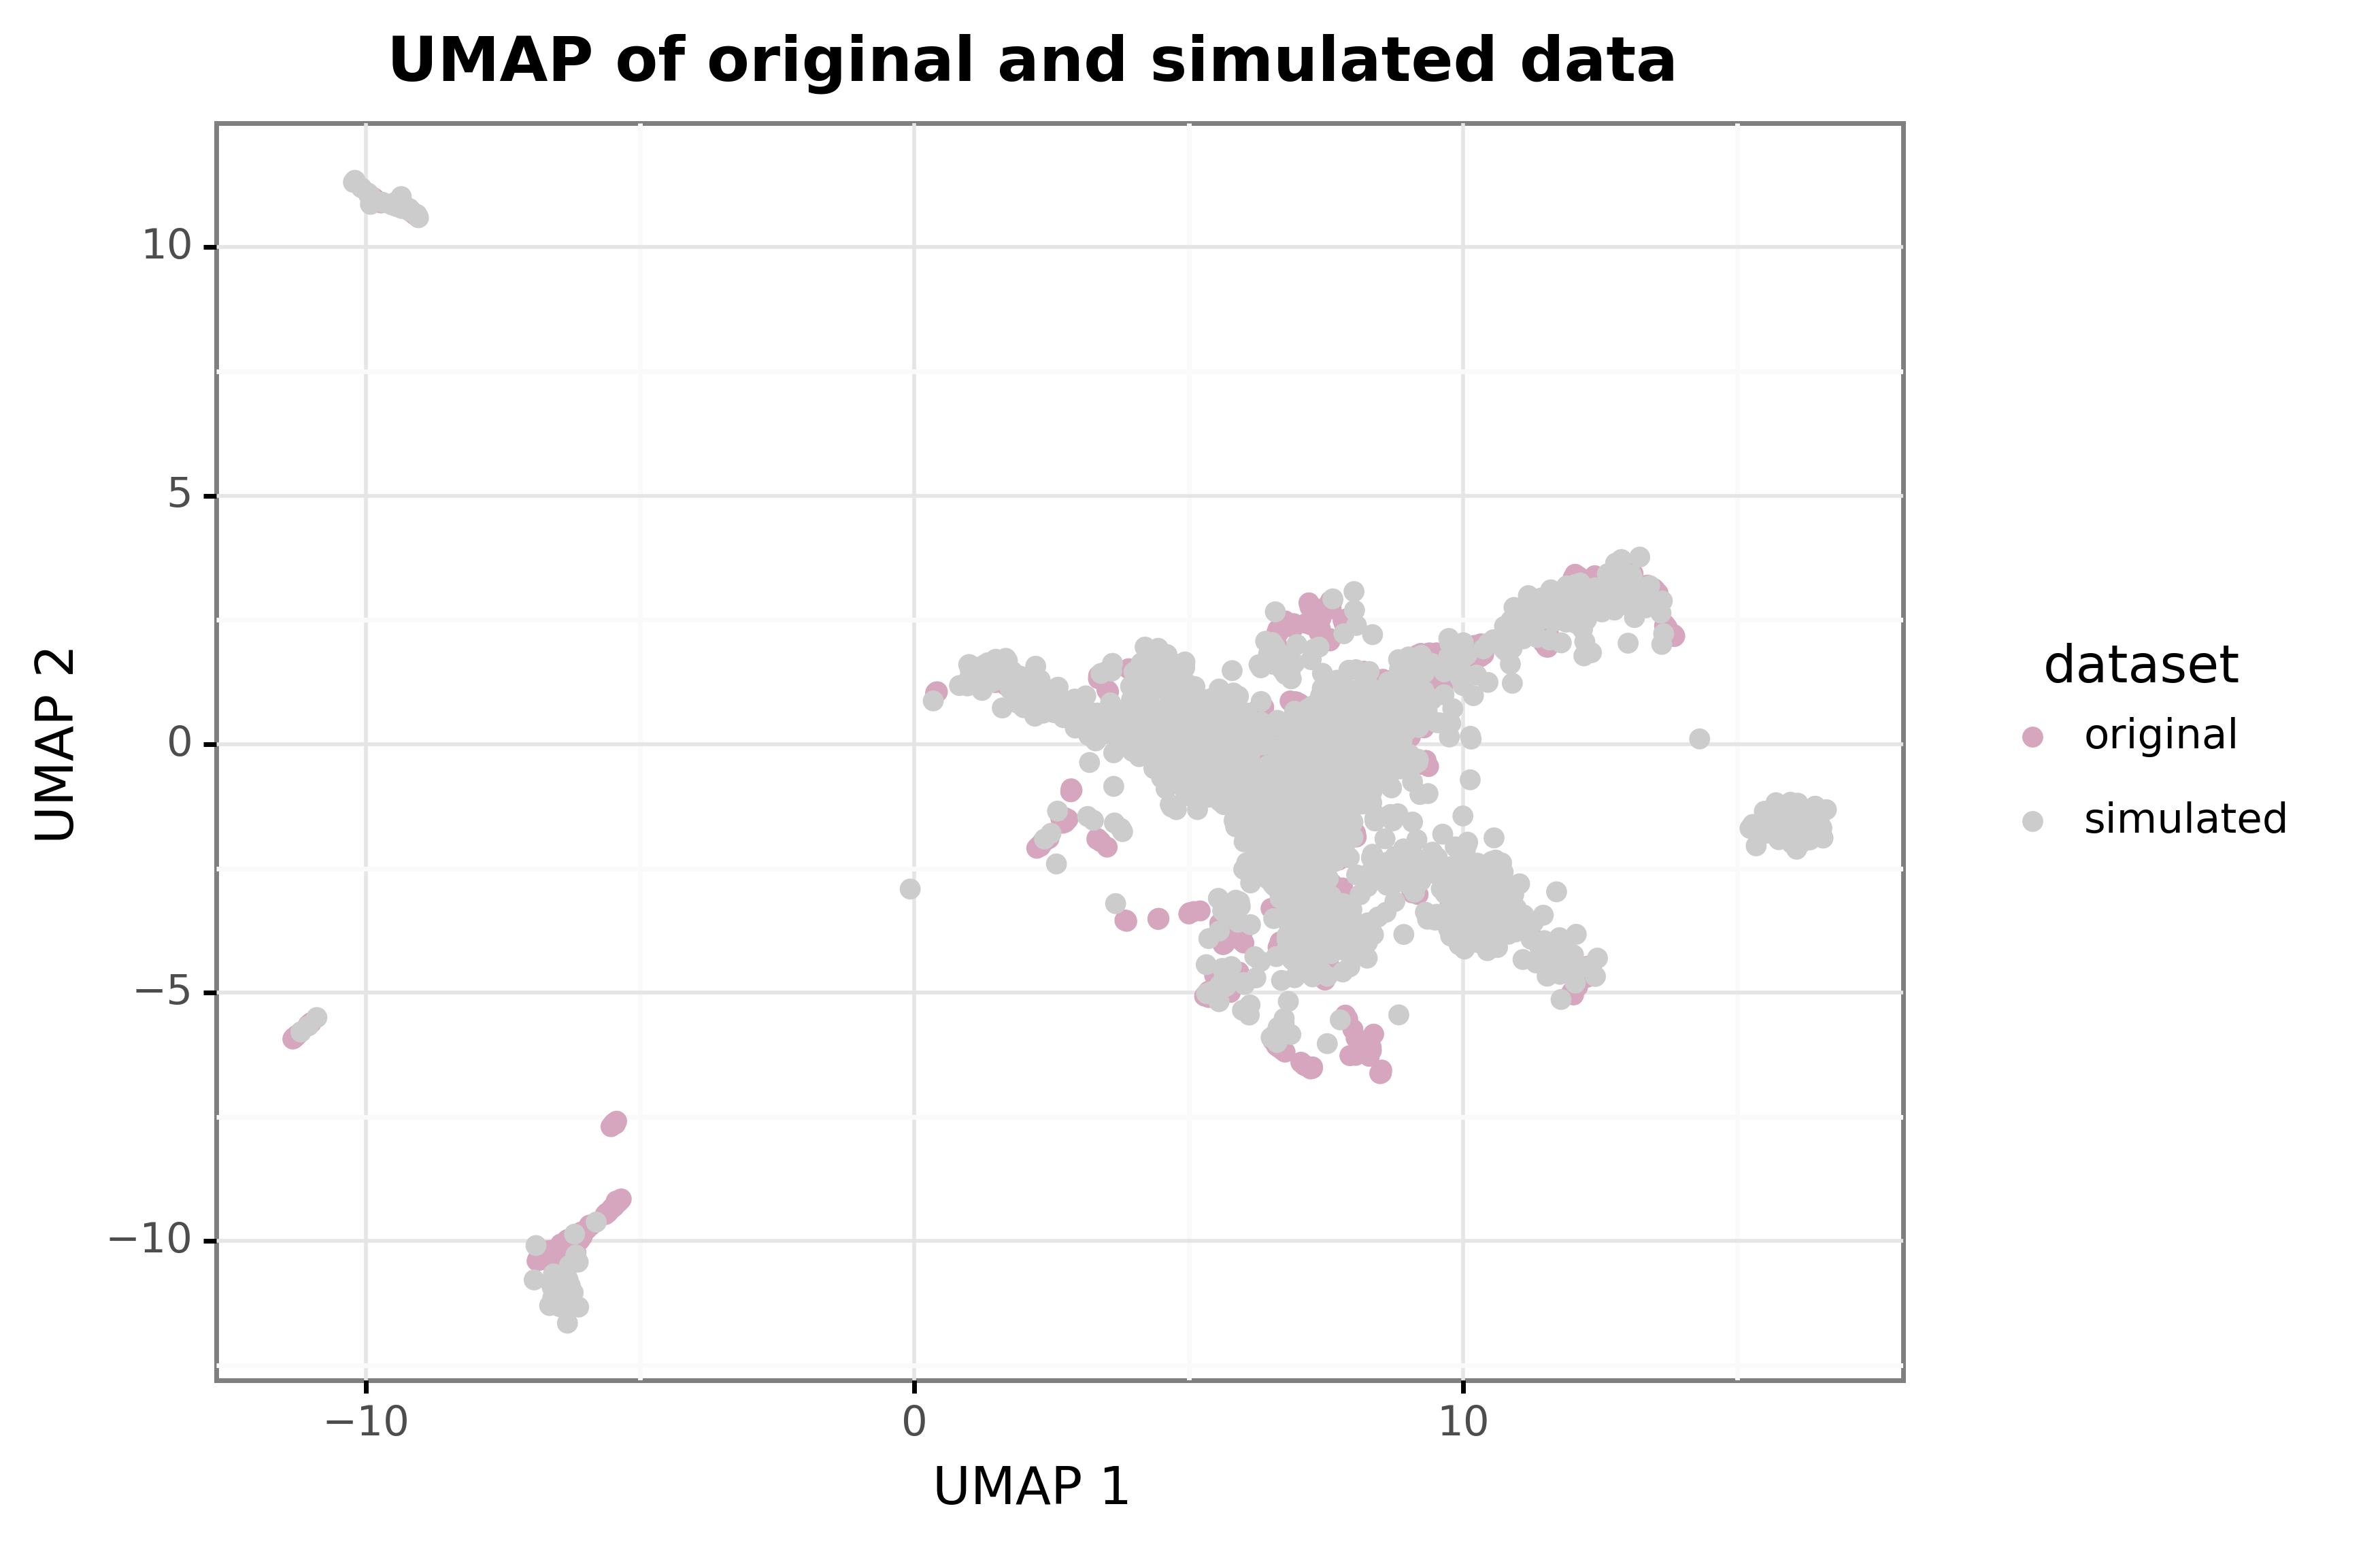 UMAP of original and simulated data
10
5
0
−5
−10
UMAP 2
−10
0
10
UMAP 1
dataset
original
simulated